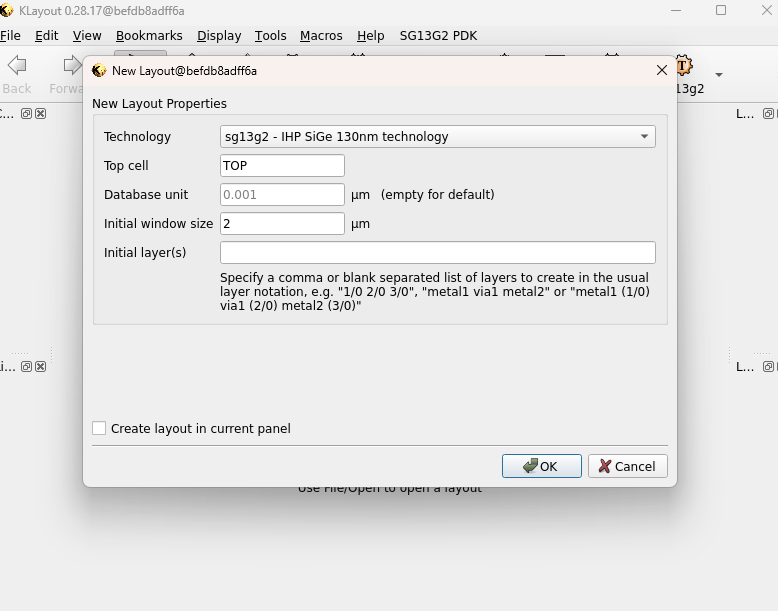 KLayout 0.28.17@befdb8adff6a
File Edit View Bookmarks Display Tools Macros Help SG13G2 PDK
Back Forwa
13g2
New Layout@befdb8adff6a
C... L...
New Layout Properties
Technology sg13g2 - IHP SiGe 130nm technology
Top cell TOP
Database unit 0.001 µm (empty for default)
Initial window size 2 µm
Initial layer(s)
Specify a comma or blank separated list of layers to create in the usual
layer notation, e.g. "1/0 2/0 3/0", "metal1 via1 metal2" or "metal1 (1/0)
via1 (2/0) metal2 (3/0)"
Li... L...
Create layout in current panel
OK Cancel
Use File/Open to open a layout